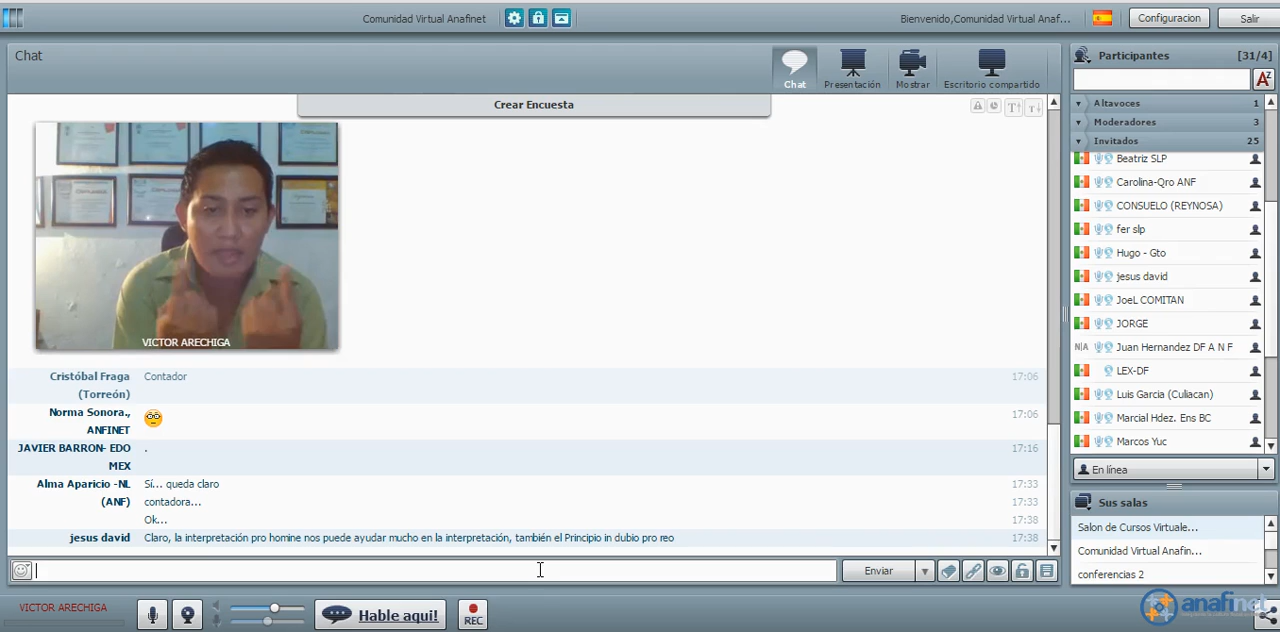 Comunidad Virtual Anafinet
Bienvenido,Comunidad Virtual Anaf...
Configuracion
Salir
Chat
Chat
Presentación
Mostrar
Escritorio compartido
Participantes
[31/4]
Crear Encuesta
Altavoces 1
Moderadores 3
Invitados 25
Beatriz SLP
Carolina-Qro ANF
CONSUELO (REYNOSA)
fer slp
Hugo - Gto
jesus david
JoeL COMITAN
JORGE
N|A Juan Hernandez DF A N F
LEX-DF
Luis Garcia (Culiacan)
Marcial Hdez. Ens BC
Marcos Yuc
En línea
Sus salas
Salon de Cursos Virtuale...
Comunidad Virtual Anafin...
conferencias 2
VICTOR ARECHIGA
Cristóbal Fraga Contador 17:06
(Torreón)
Norma Sonora., 17:06
ANFINET
JAVIER BARRON- EDO . 17:16
MEX
Alma Aparicio -NL Sí... queda claro 17:33
(ANF) contadora... 17:33
Ok... 17:38
jesus david Claro, la interpretación pro homine nos puede ayudar mucho en la interpretación, también el Principio in dubio pro reo 17:38
Enviar
VICTOR ARECHIGA
Hable aqui!
REC
anafinet